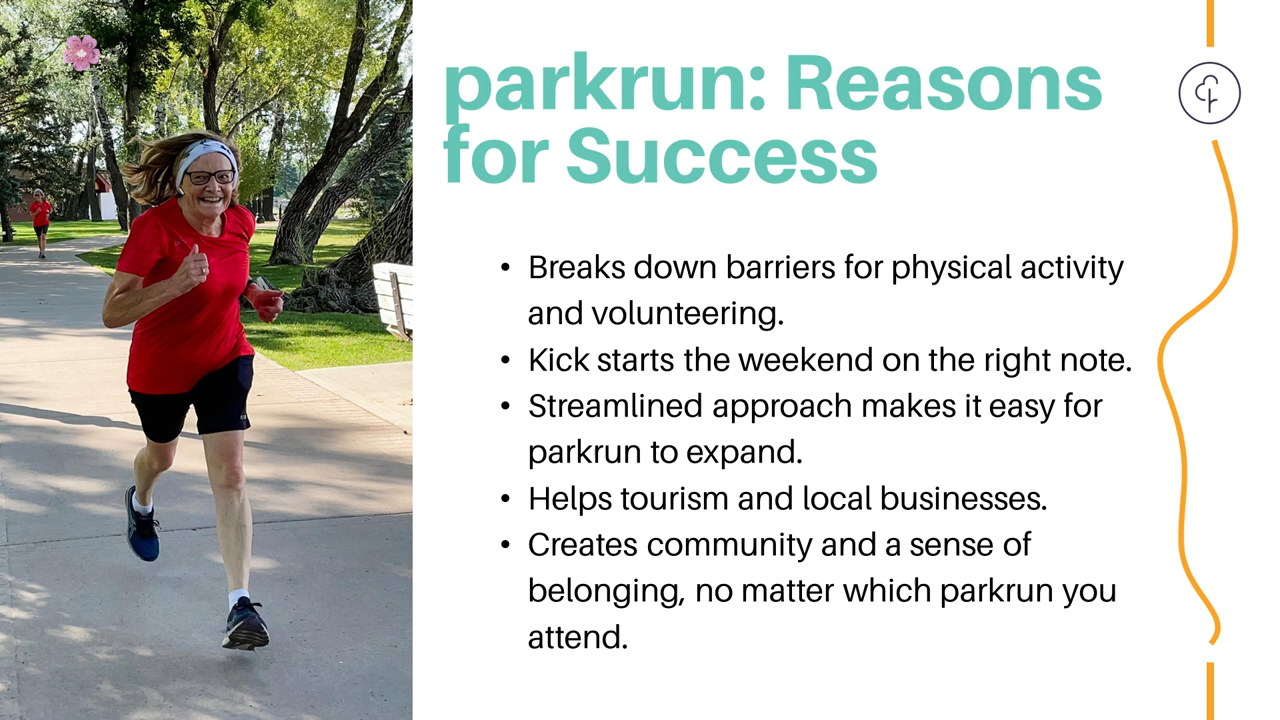 parkrun: Reasons
for Success
• Breaks down barriers for physical activity
and volunteering.
• Kick starts the weekend on the right note.
• Streamlined approach makes it easy for
parkrun to expand.
• Helps tourism and local businesses.
• Creates community and a sense of
belonging, no matter which parkrun you
attend.